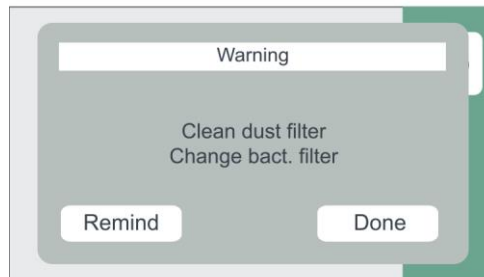 Warning
Clean dust filter
Change bact. filter
Remind
Done